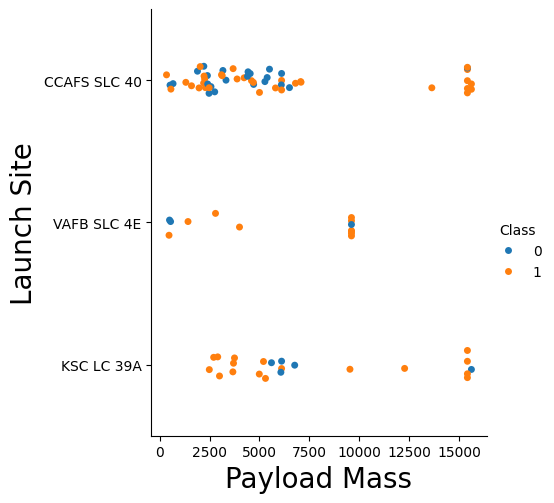 CCAFS SLC 40
VAFB SLC 4E
KSC LC 39A
Launch Site
0 2500 5000 7500 10000 12500 15000
Payload Mass
Class
0
1